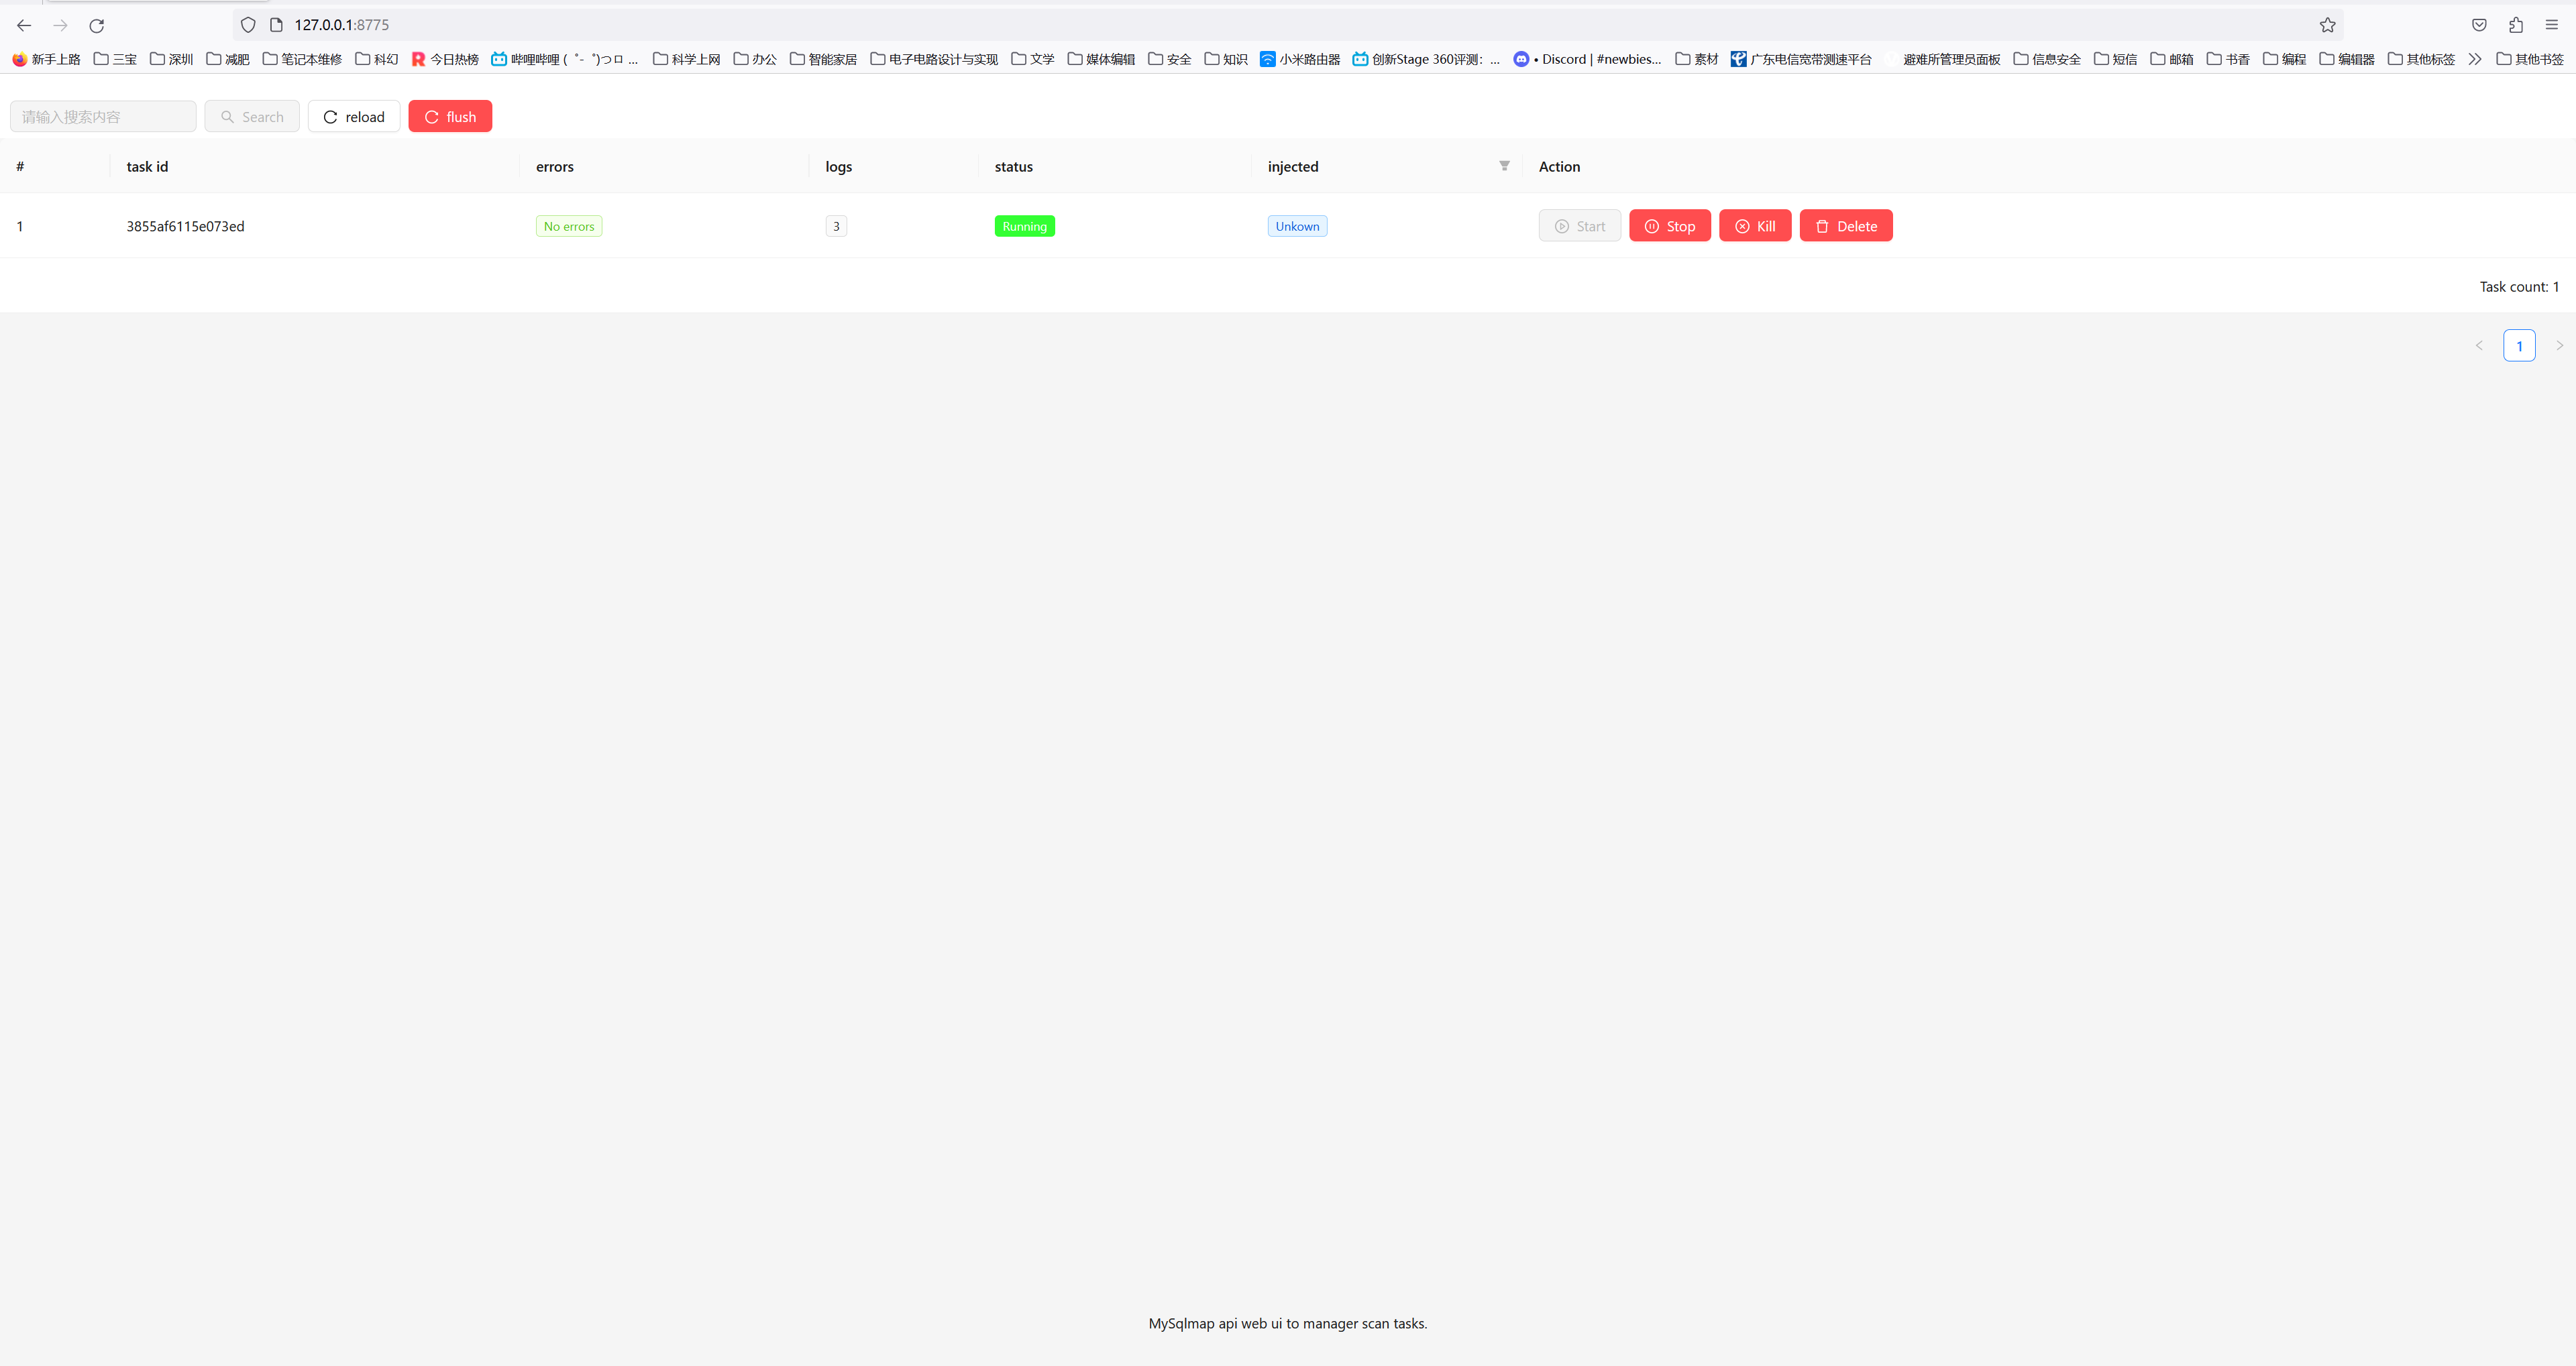 127.0.0.1:8775
新手上路 三宝 深圳 减肥 笔记本维修 科幻 今日热榜 哔哩哔哩 (゜-゜)つロ ... 科学上网 办公 智能家居 电子电路设计与实现 文学 媒体编辑 安全 知识 小米路由器 创新Stage 360评测：... • Discord | #newbies... 素材 广东电信宽带测速平台 避难所管理员面板 信息安全 短信 邮箱 书香 编程 编辑器 其他标签 其他书签
请输入搜索内容 Search reload flush
# task id errors logs status injected Action
1 3855af6115e073ed No errors 3 Running Unkown Start Stop Kill Delete
Task count: 1
1
MySqlmap api web ui to manager scan tasks.